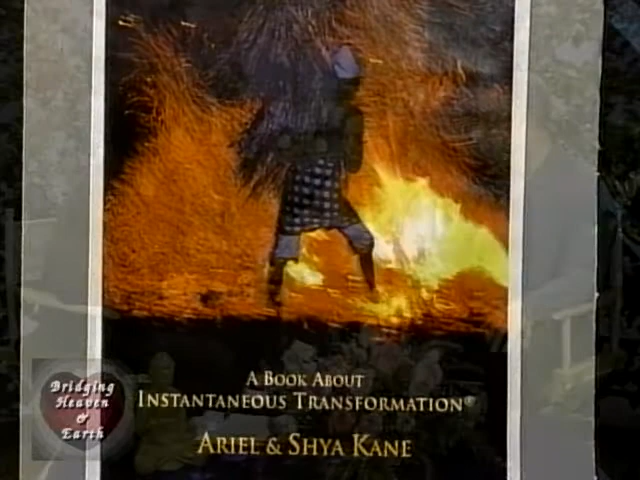 A Book About
Instantaneous Transformation®
Ariel & Shya Kane
Bridging
Heaven
&
Earth